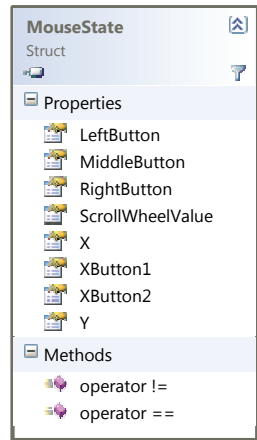 MouseState
Struct
Properties
LeftButton
MiddleButton
RightButton
ScrollWheelValue
X
XButton1
XButton2
Y
Methods
operator !=
operator ==